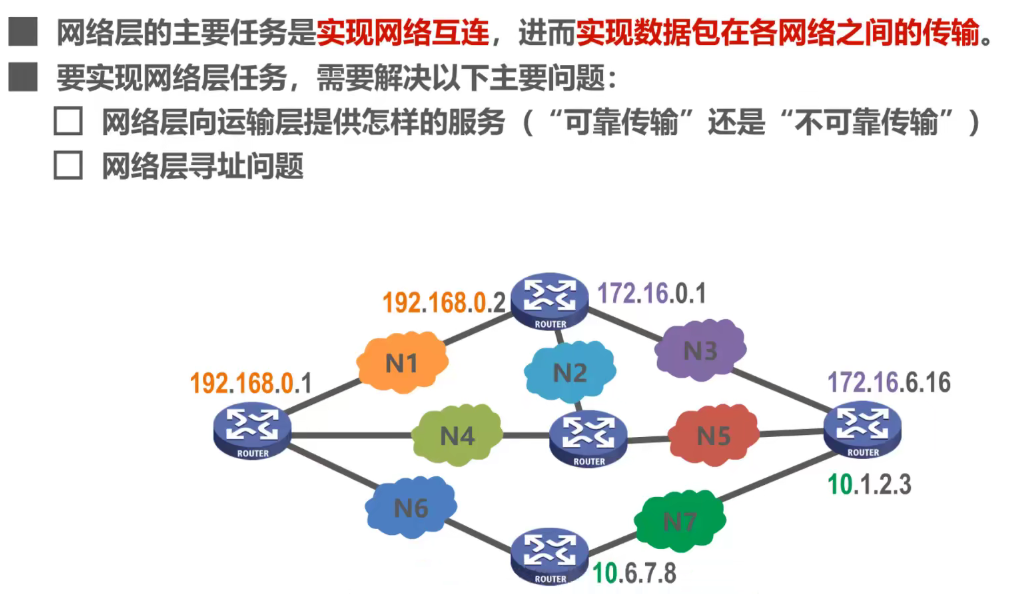 网络层的主要任务是实现网络互连，进而实现数据包在各网络之间的传输。
要实现网络层任务，需要解决以下主要问题：
网络层向运输层提供怎样的服务（“可靠传输”还是“不可靠传输”）
网络层寻址问题
192.168.0.2
172.16.0.1
ROUTER
N1
N2
N3
192.168.0.1
172.16.6.16
ROUTER
N4
ROUTER
N5
ROUTER
10.1.2.3
N6
N7
ROUTER
10.6.7.8